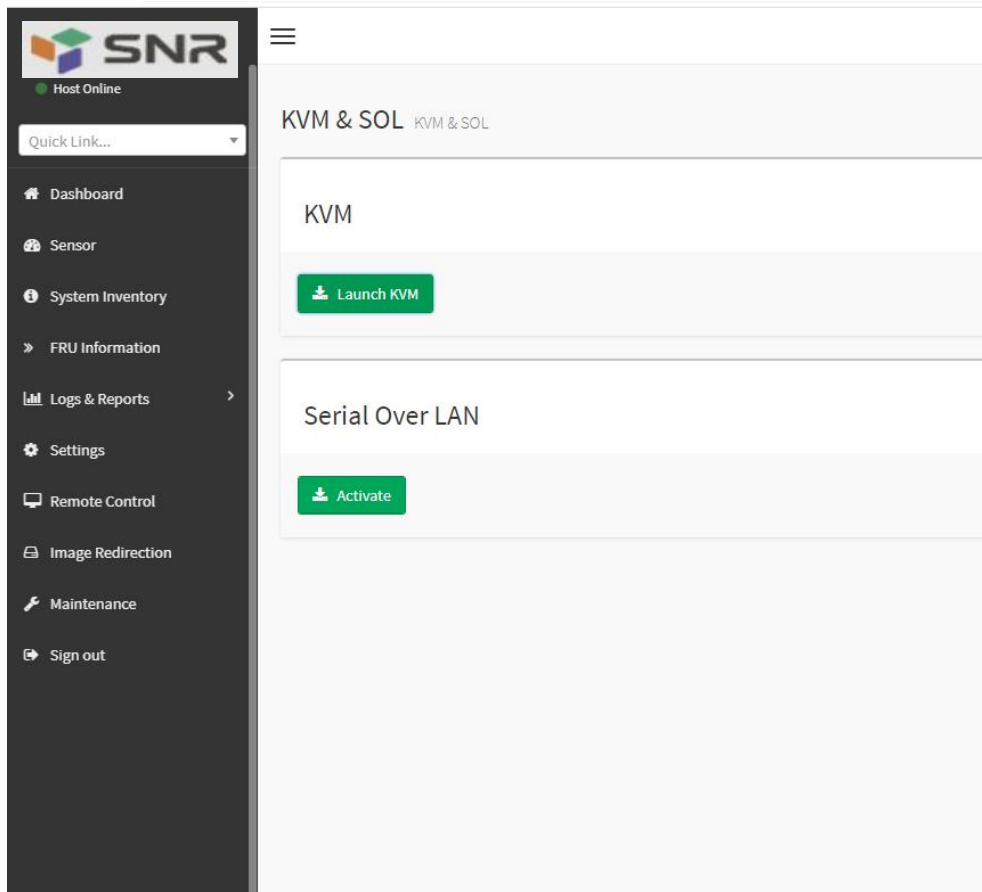 SNR
Host Online
Quick Link...
Dashboard
Sensor
System Inventory
FRU Information
Logs & Reports
Settings
Remote Control
Image Redirection
Maintenance
Sign out
KVM & SOL KVM & SOL
KVM
Launch KVM
Serial Over LAN
Activate